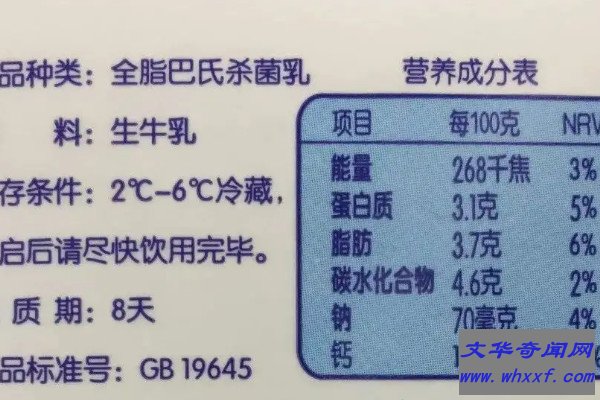 品种类：全脂巴氏杀菌乳
料：生牛乳
存条件：2℃-6℃冷藏，
启后请尽快饮用完毕。
质期：8天
品标准号：GB 19645
营养成分表
项目 每100克 NRV
能量 268千焦 3%
蛋白质 3.1克 5%
脂肪 3.7克 6%
碳水化合物 4.6克 2%
钠 70毫克 4%
钙
文华奇闻网
www.whxxf.com